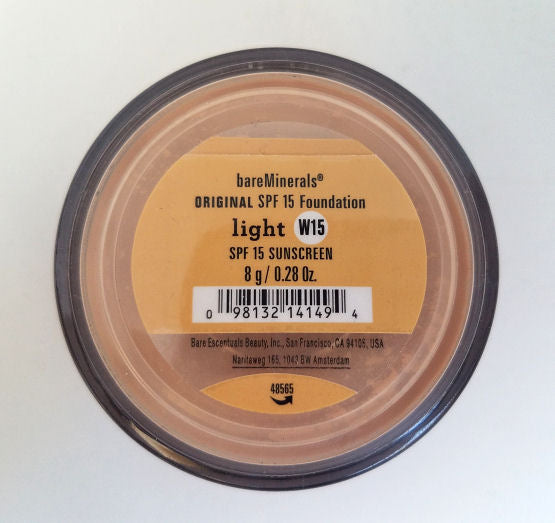 bareMinerals®
ORIGINAL SPF 15 Foundation
light W15
SPF 15 SUNSCREEN
8 g / 0.28 Oz.
0 98132 14149 4
Bare Escentuals Beauty, Inc., San Francisco, CA 94105, USA
Naritaweg 165, 1043 BW Amsterdam
48565